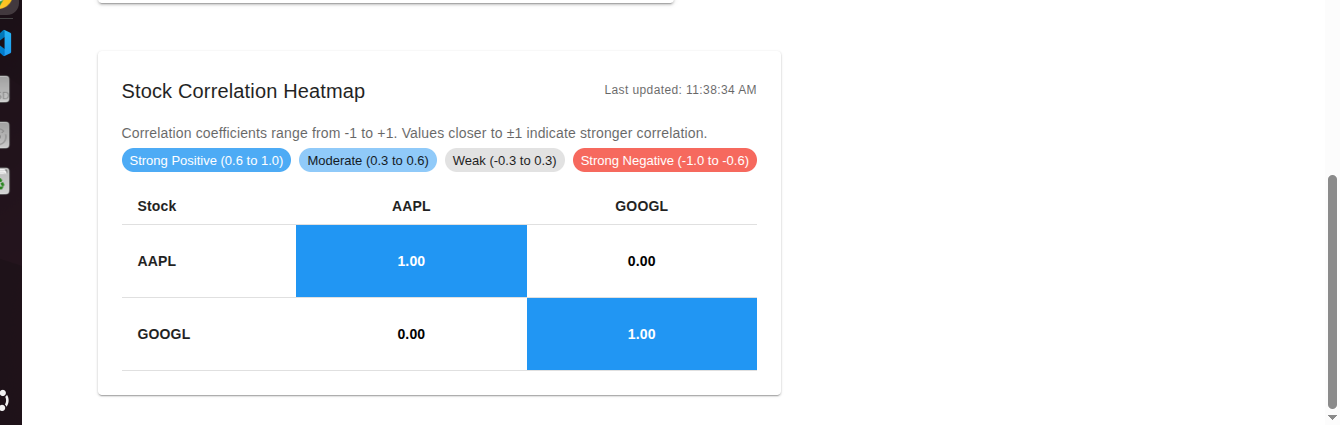 Stock Correlation Heatmap
Last updated: 11:38:34 AM
Correlation coefficients range from -1 to +1. Values closer to ±1 indicate stronger correlation.
Strong Positive (0.6 to 1.0) Moderate (0.3 to 0.6) Weak (-0.3 to 0.3) Strong Negative (-1.0 to -0.6)
Stock AAPL GOOGL
AAPL 1.00 0.00
GOOGL 0.00 1.00